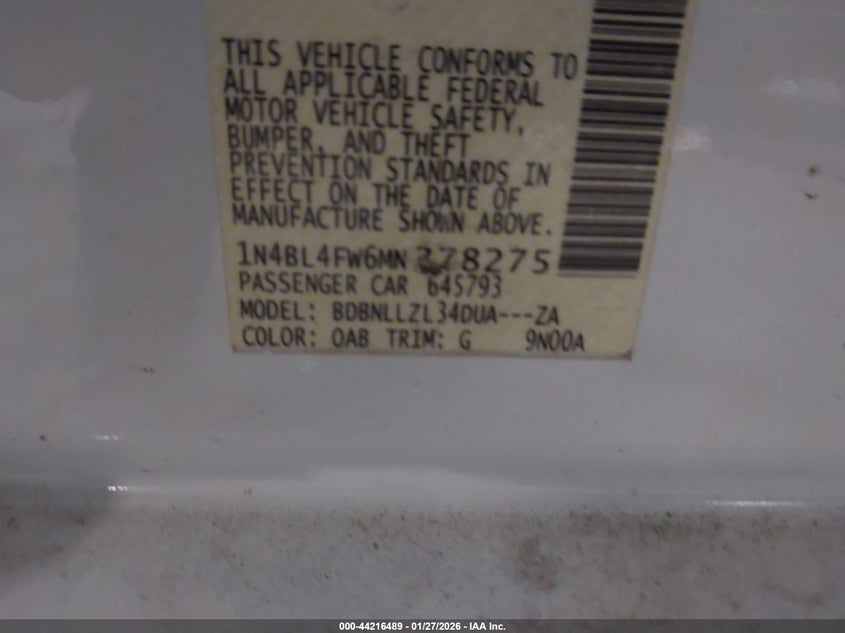 THIS VEHICLE CONFORMS TO
ALL APPLICABLE FEDERAL
MOTOR VEHICLE SAFETY,
BUMPER, AND THEFT
PREVENTION STANDARDS IN
EFFECT ON THE DATE OF
MANUFACTURE SHOWN ABOVE.
1N4BL4FW6MN378275
PASSENGER CAR 645793
MODEL: BDBNLLZL34DUA---ZA
COLOR: OAB TRIM: G 9N00A
000-44216489 - 01/27/2026 - IAA Inc.